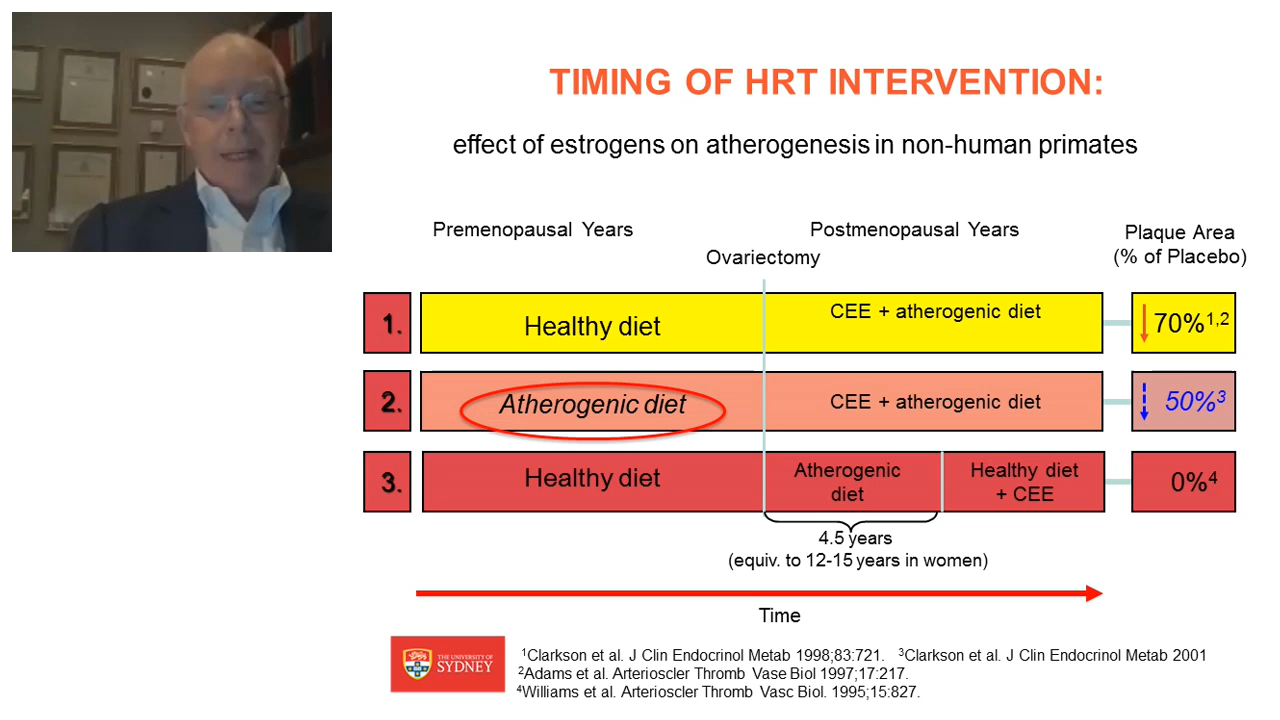 TIMING OF HRT INTERVENTION:
effect of estrogens on atherogenesis in non-human primates
Premenopausal Years
Postmenopausal Years
Plaque Area
(% of Placebo)
Ovariectomy
1.
Healthy diet
CEE + atherogenic diet
70%1,2
2.
Atherogenic diet
CEE + atherogenic diet
50%3
3.
Healthy diet
Atherogenic
diet
Healthy diet
+ CEE
0%4
4.5 years
(equiv. to 12-15 years in women)
Time
THE UNIVERSITY OF
SYDNEY
1Clarkson et al. J Clin Endocrinol Metab 1998;83:721. 3Clarkson et al. J Clin Endocrinol Metab 2001
2Adams et al. Arterioscler Thromb Vase Biol 1997;17:217.
4Williams et al. Arterioscler Thromb Vasc Biol. 1995;15:827.